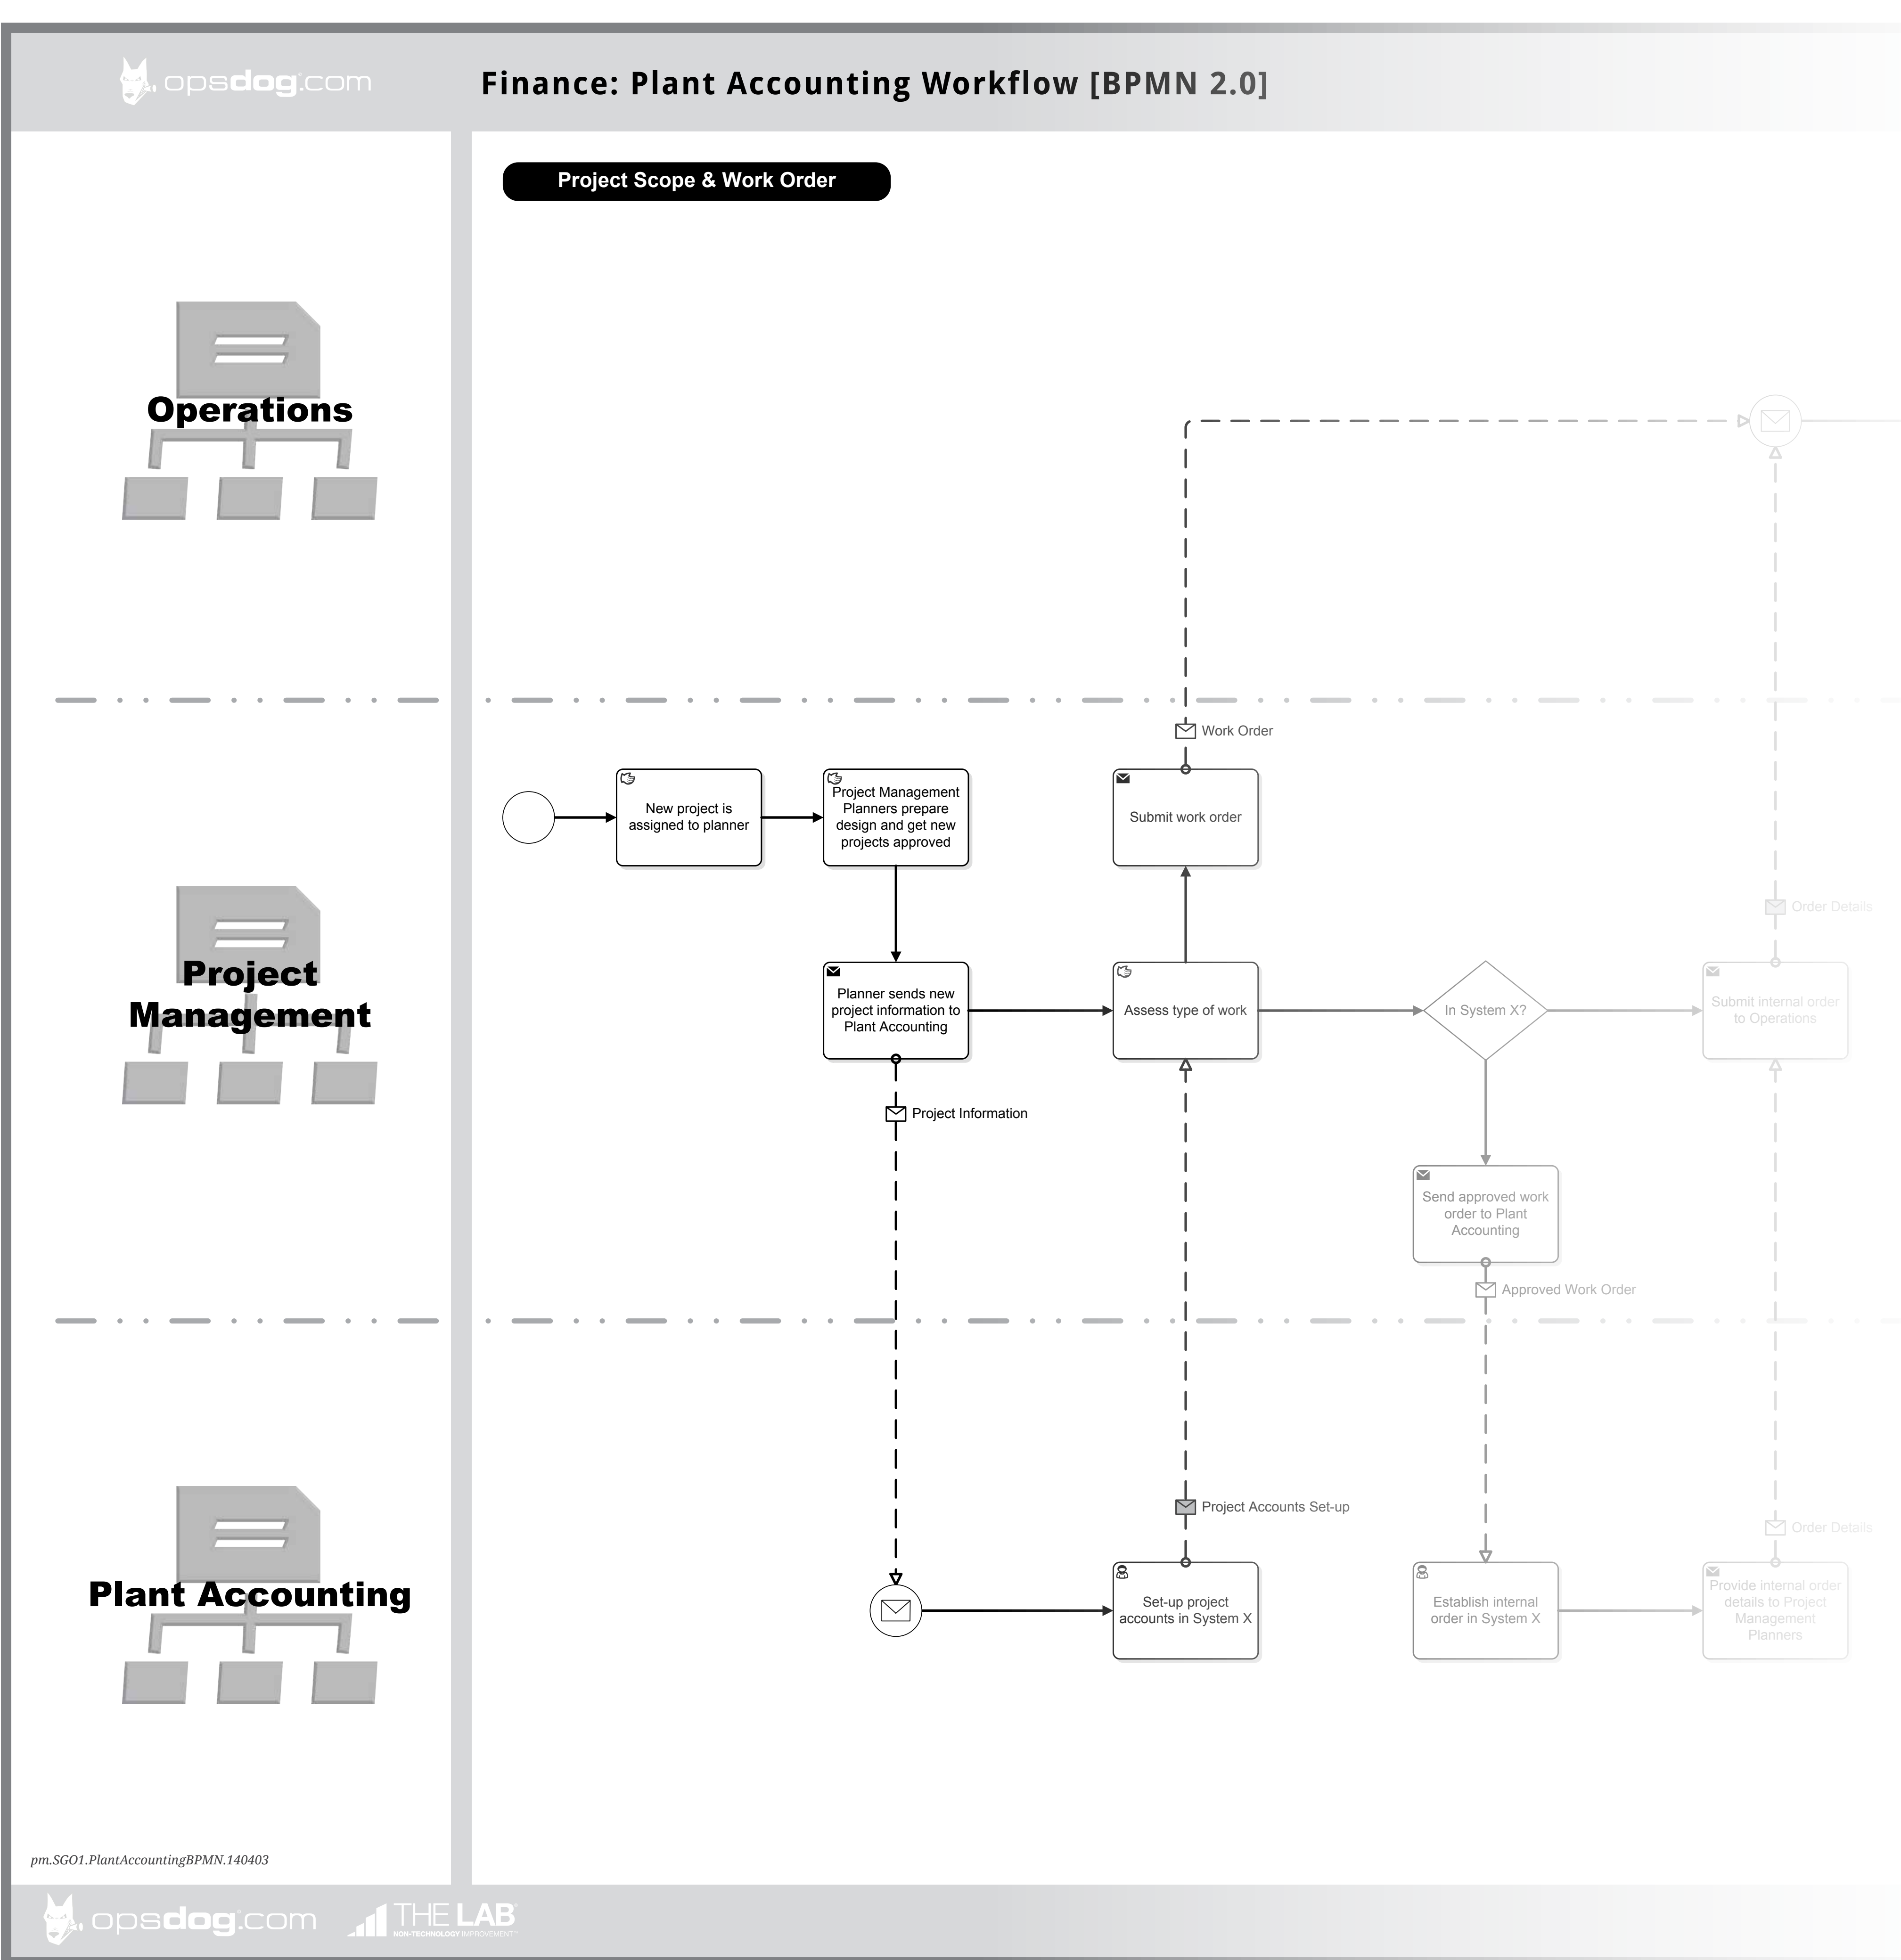 opsdog.com
Finance: Plant Accounting Workflow [BPMN 2.0]
Project Scope & Work Order
Operations
Work Order
New project is
assigned to planner
Project Management
Planners prepare
design and get new
projects approved
Submit work order
Order Details
Project
Management
Planner sends new
project information to
Plant Accounting
Assess type of work
In System X?
Submit internal order
to Operations
Project Information
Send approved work
order to Plant
Accounting
Approved Work Order
Project Accounts Set-up
Order Details
Plant Accounting
Set-up project
accounts in System X
Establish internal
order in System X
Provide internal order
details to Project
Management
Planners
pm.SGO1.PlantAccountingBPMN.140403
opsdog.com
THE LAB
NON-TECHNOLOGY IMPROVEMENT